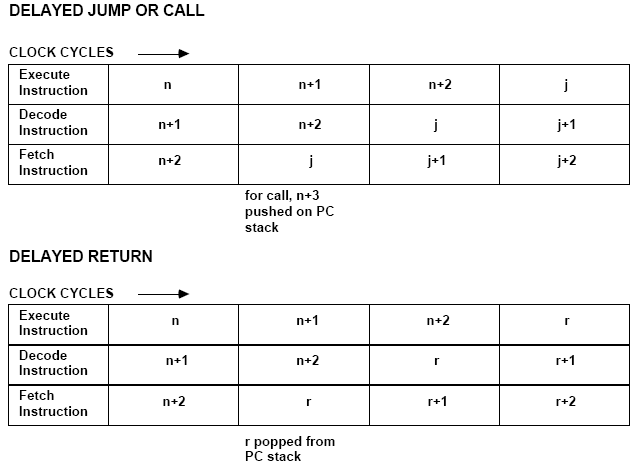 DELAYED JUMP OR CALL
CLOCK CYCLES
Execute
Instruction
n
n+1
n+2
j
Decode
Instruction
n+1
n+2
j
j+1
Fetch
Instruction
n+2
j
j+1
j+2
for call, n+3
pushed on PC
stack
DELAYED RETURN
CLOCK CYCLES
Execute
Instruction
n
n+1
n+2
r
Decode
Instruction
n+1
n+2
r
r+1
Fetch
Instruction
n+2
r
r+1
r+2
r popped from
PC stack